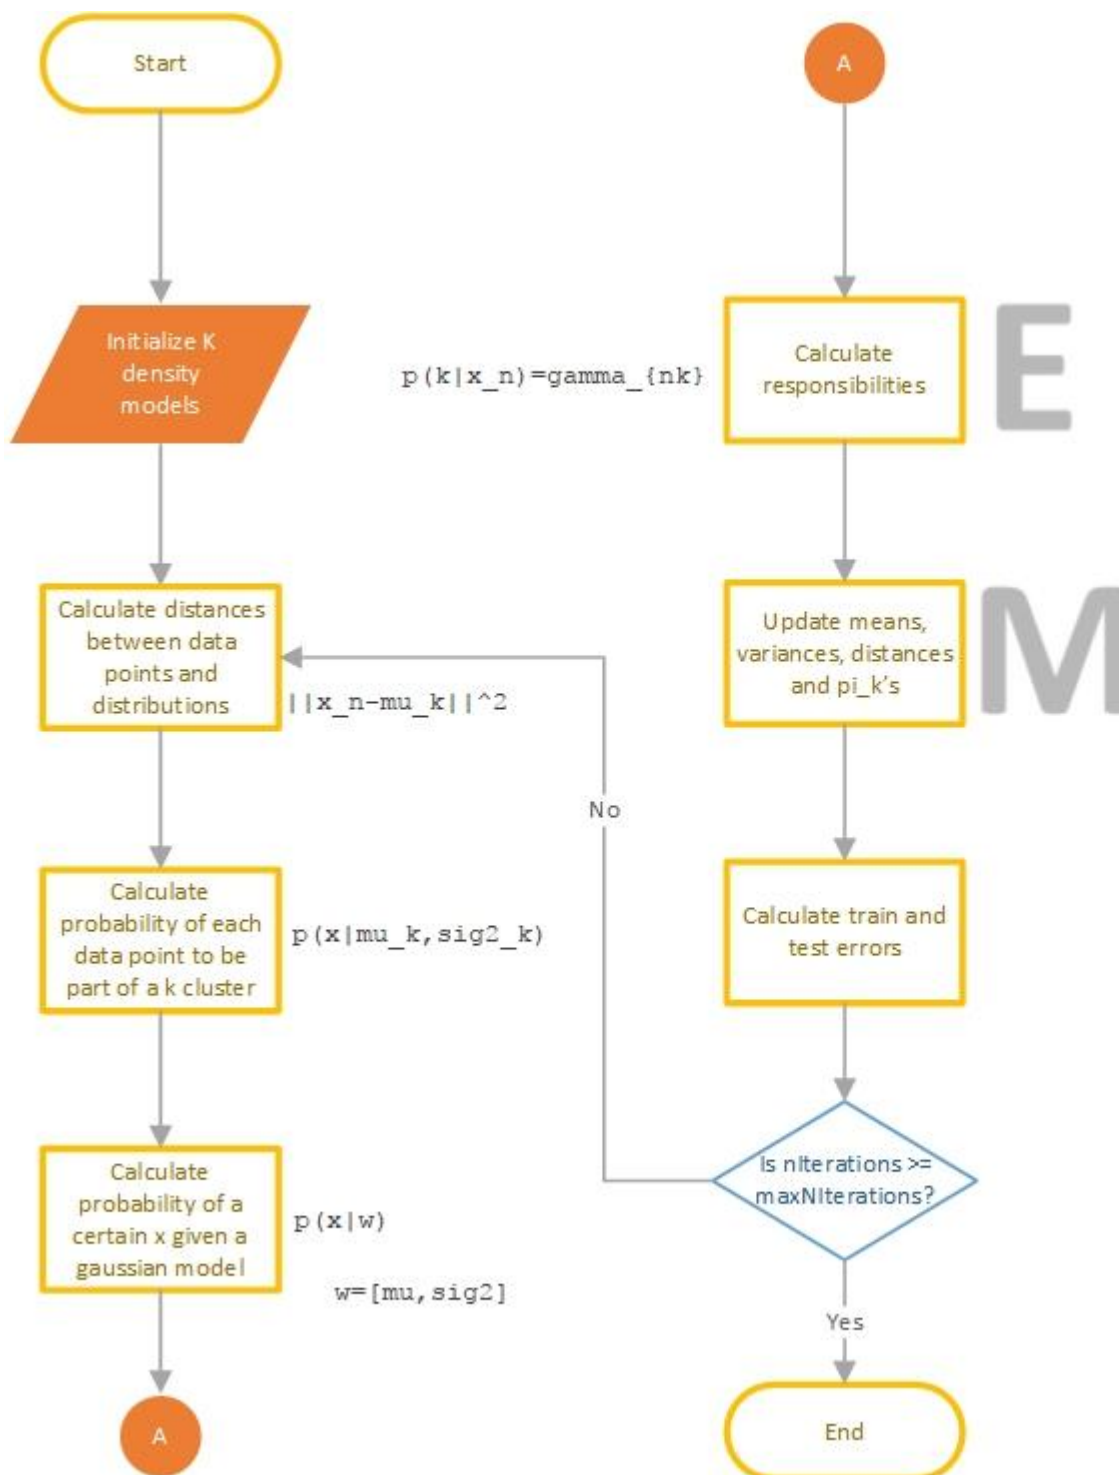 Start
Initialize K
density
models
Calculate distances
between data
points and
distributions
||x_n-mu_k||^2
Calculate
probability of each
data point to be
part of a k cluster
p(x|mu_k,sig2_k)
Calculate
probability of a
certain x given a
gaussian model
p(x|w)
w=[mu,sig2]
A
A
Calculate
responsibilities
p(k|x_n)=gamma_{nk}
E
Update means,
variances, distances
and pi_k’s
M
Calculate train and
test errors
Is nIterations >=
maxNIterations?
No
Yes
End